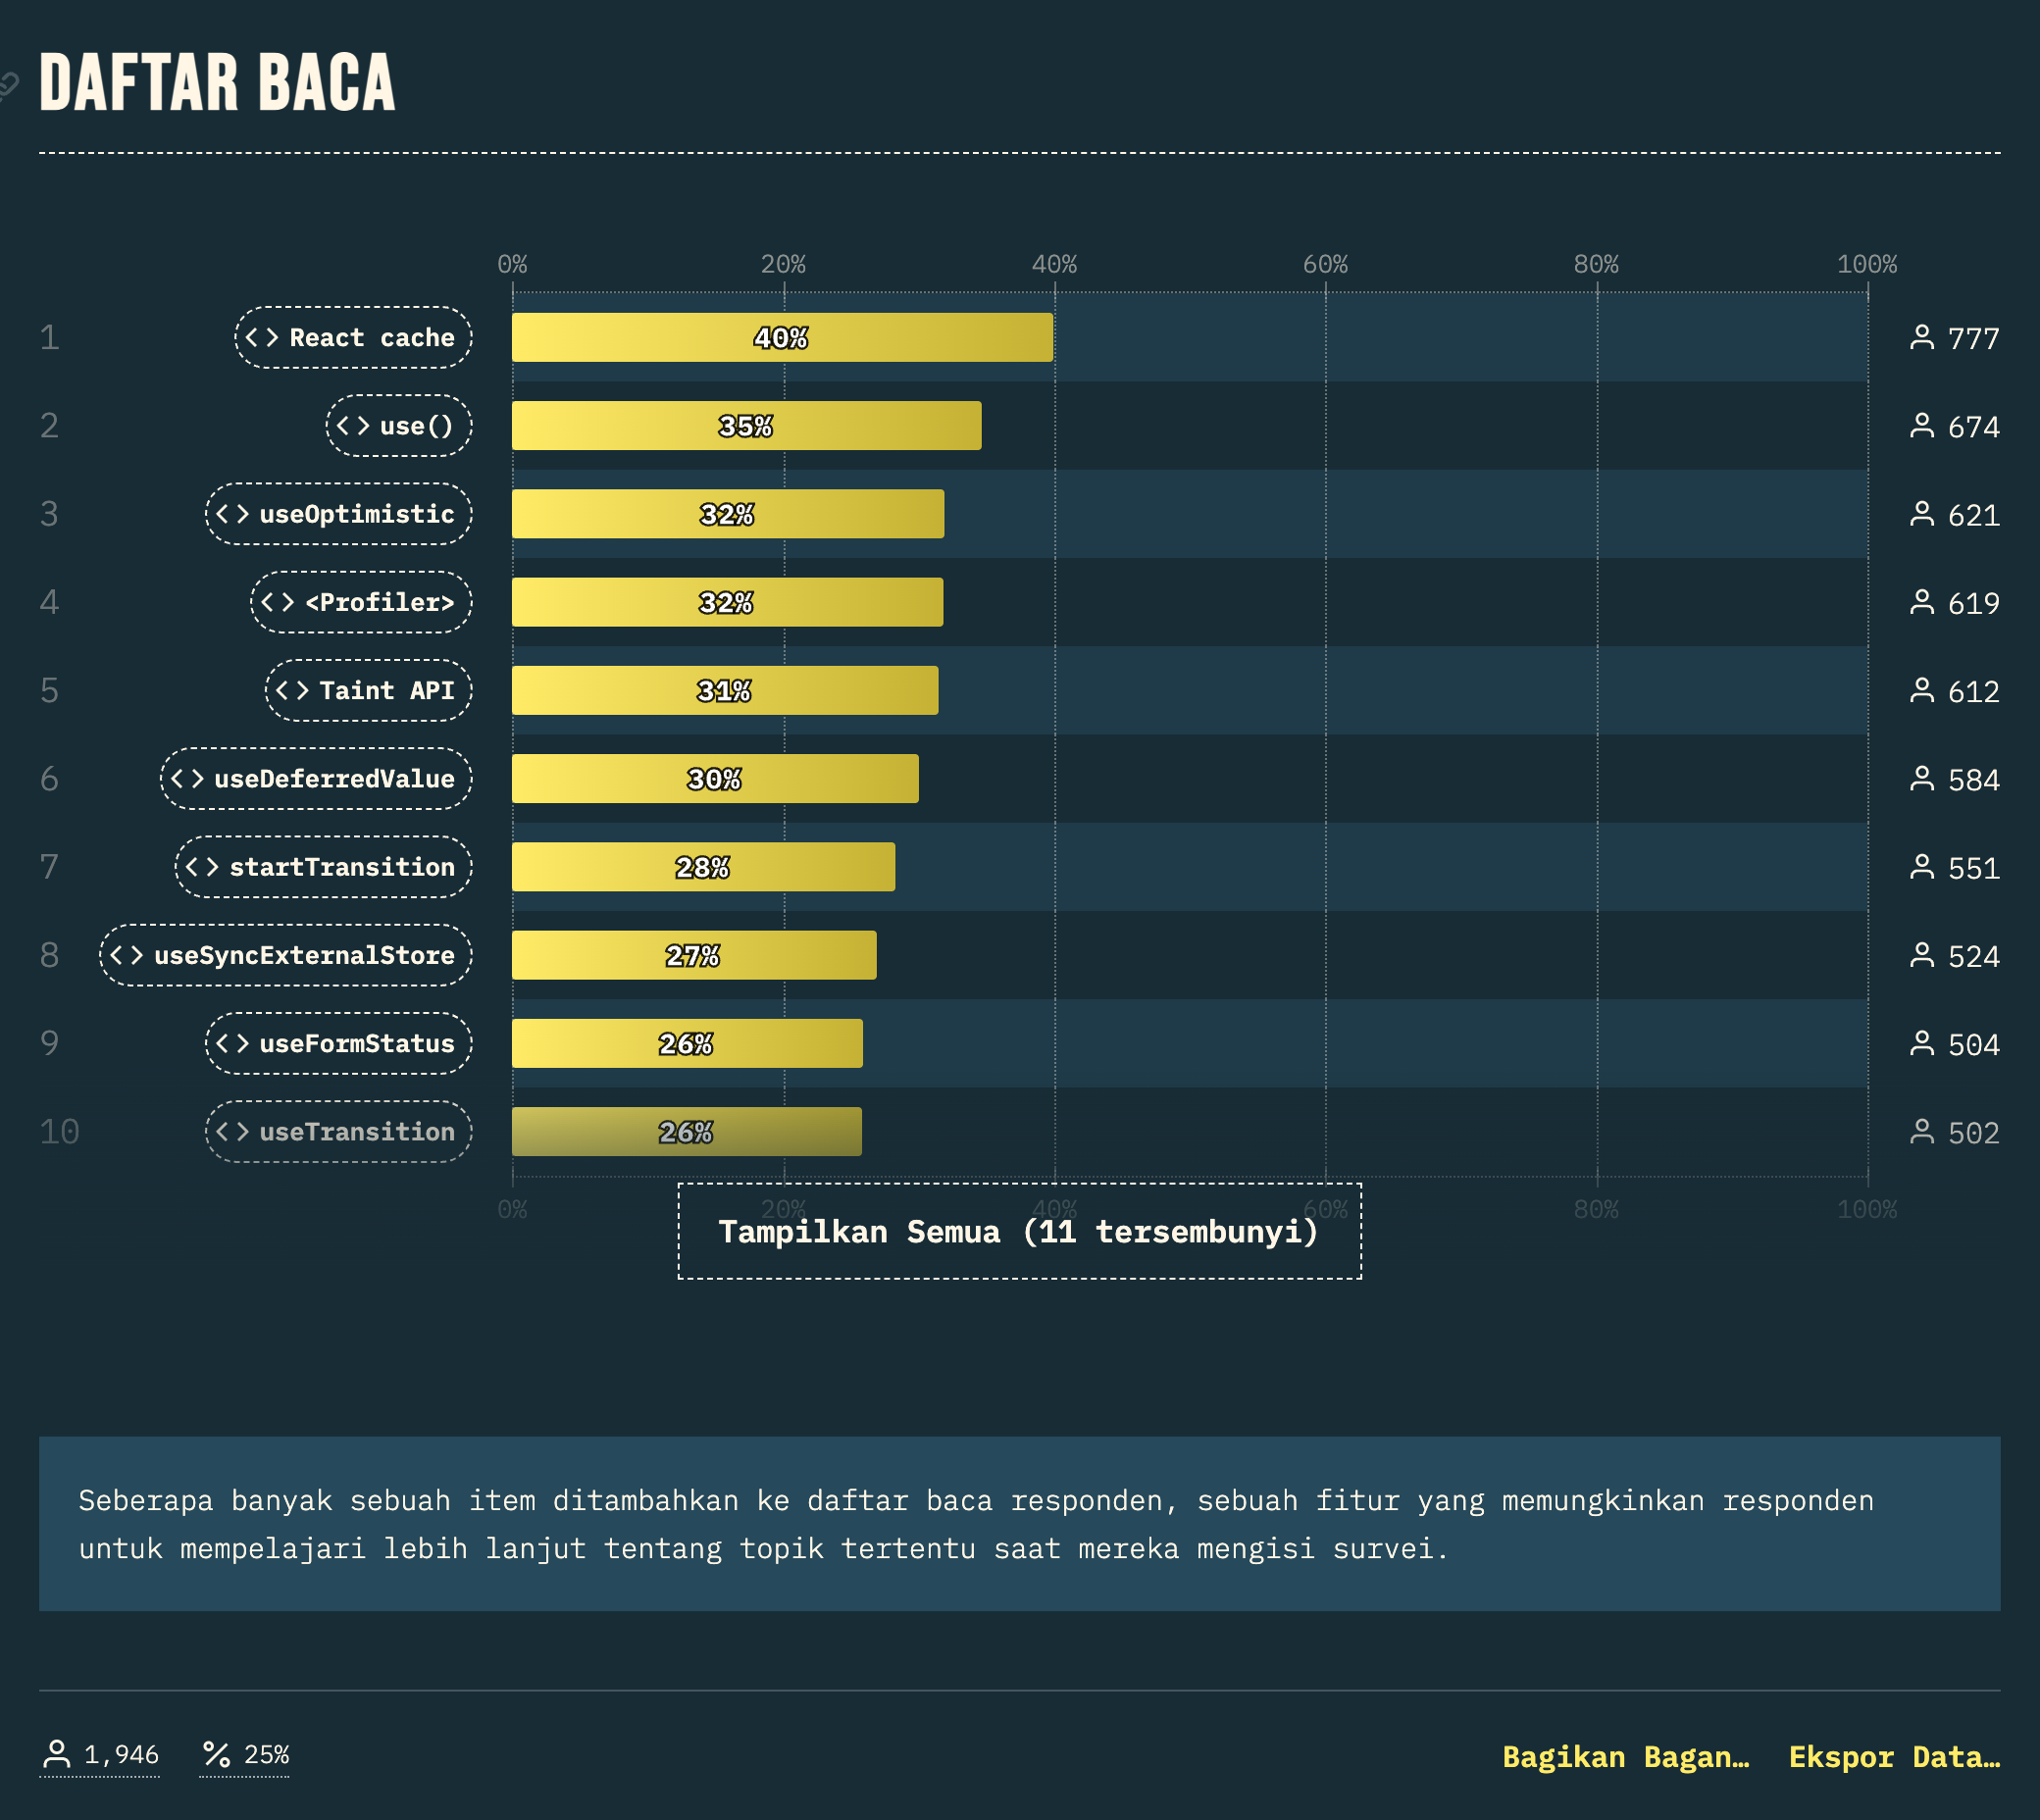 DAFTAR BACA
0% 20% 40% 60% 80% 100%
1 <> React cache 40% 777
2 <> use() 35% 674
3 <> useOptimistic 32% 621
4 <> <Profiler> 32% 619
5 <> Taint API 31% 612
6 <> useDeferredValue 30% 584
7 <> startTransition 28% 551
8 <> useSyncExternalStore 27% 524
9 <> useFormStatus 26% 504
10 <> useTransition 26% 502
0% 20% 40% 60% 80% 100%
Tampilkan Semua (11 tersembunyi)
Seberapa banyak sebuah item ditambahkan ke daftar baca responden, sebuah fitur yang memungkinkan responden
untuk mempelajari lebih lanjut tentang topik tertentu saat mereka mengisi survei.
1,946 % 25% Bagikan Bagan… Ekspor Data…